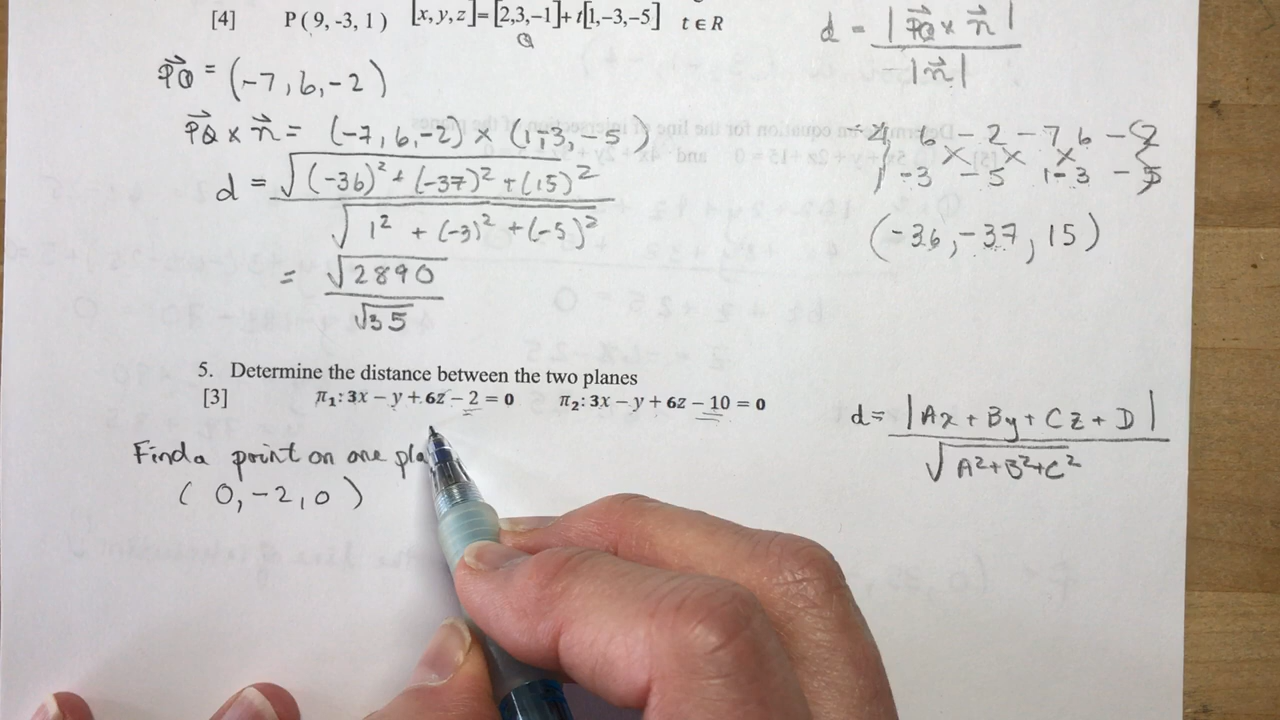 [4] P ( 9, -3, 1 ) [x, y, z]=[2,3,−1]+ t[1,−3,−5] t ∈ R
Q
d = |PQ × n|
|n|
PQ = (-7, 6, -2)
PQ × n = (-7, 6, -2) × (1, -3, -5)
d = √(-36)² + (-37)² + (15)²
√1² + (-3)² + (-5)²
= √2890
√35
6 - 2 - 7 6
-3 - 5 1 -3 - 5
(-36, -37, 15)
5. Determine the distance between the two planes
[3] π₁: 3x − y + 6z − 2 = 0 π₂: 3x − y + 6z − 10 = 0
d = |Ax + By + Cz + D|
√A²+B²+C²
Find a point on one
( 0, -2, 0 )